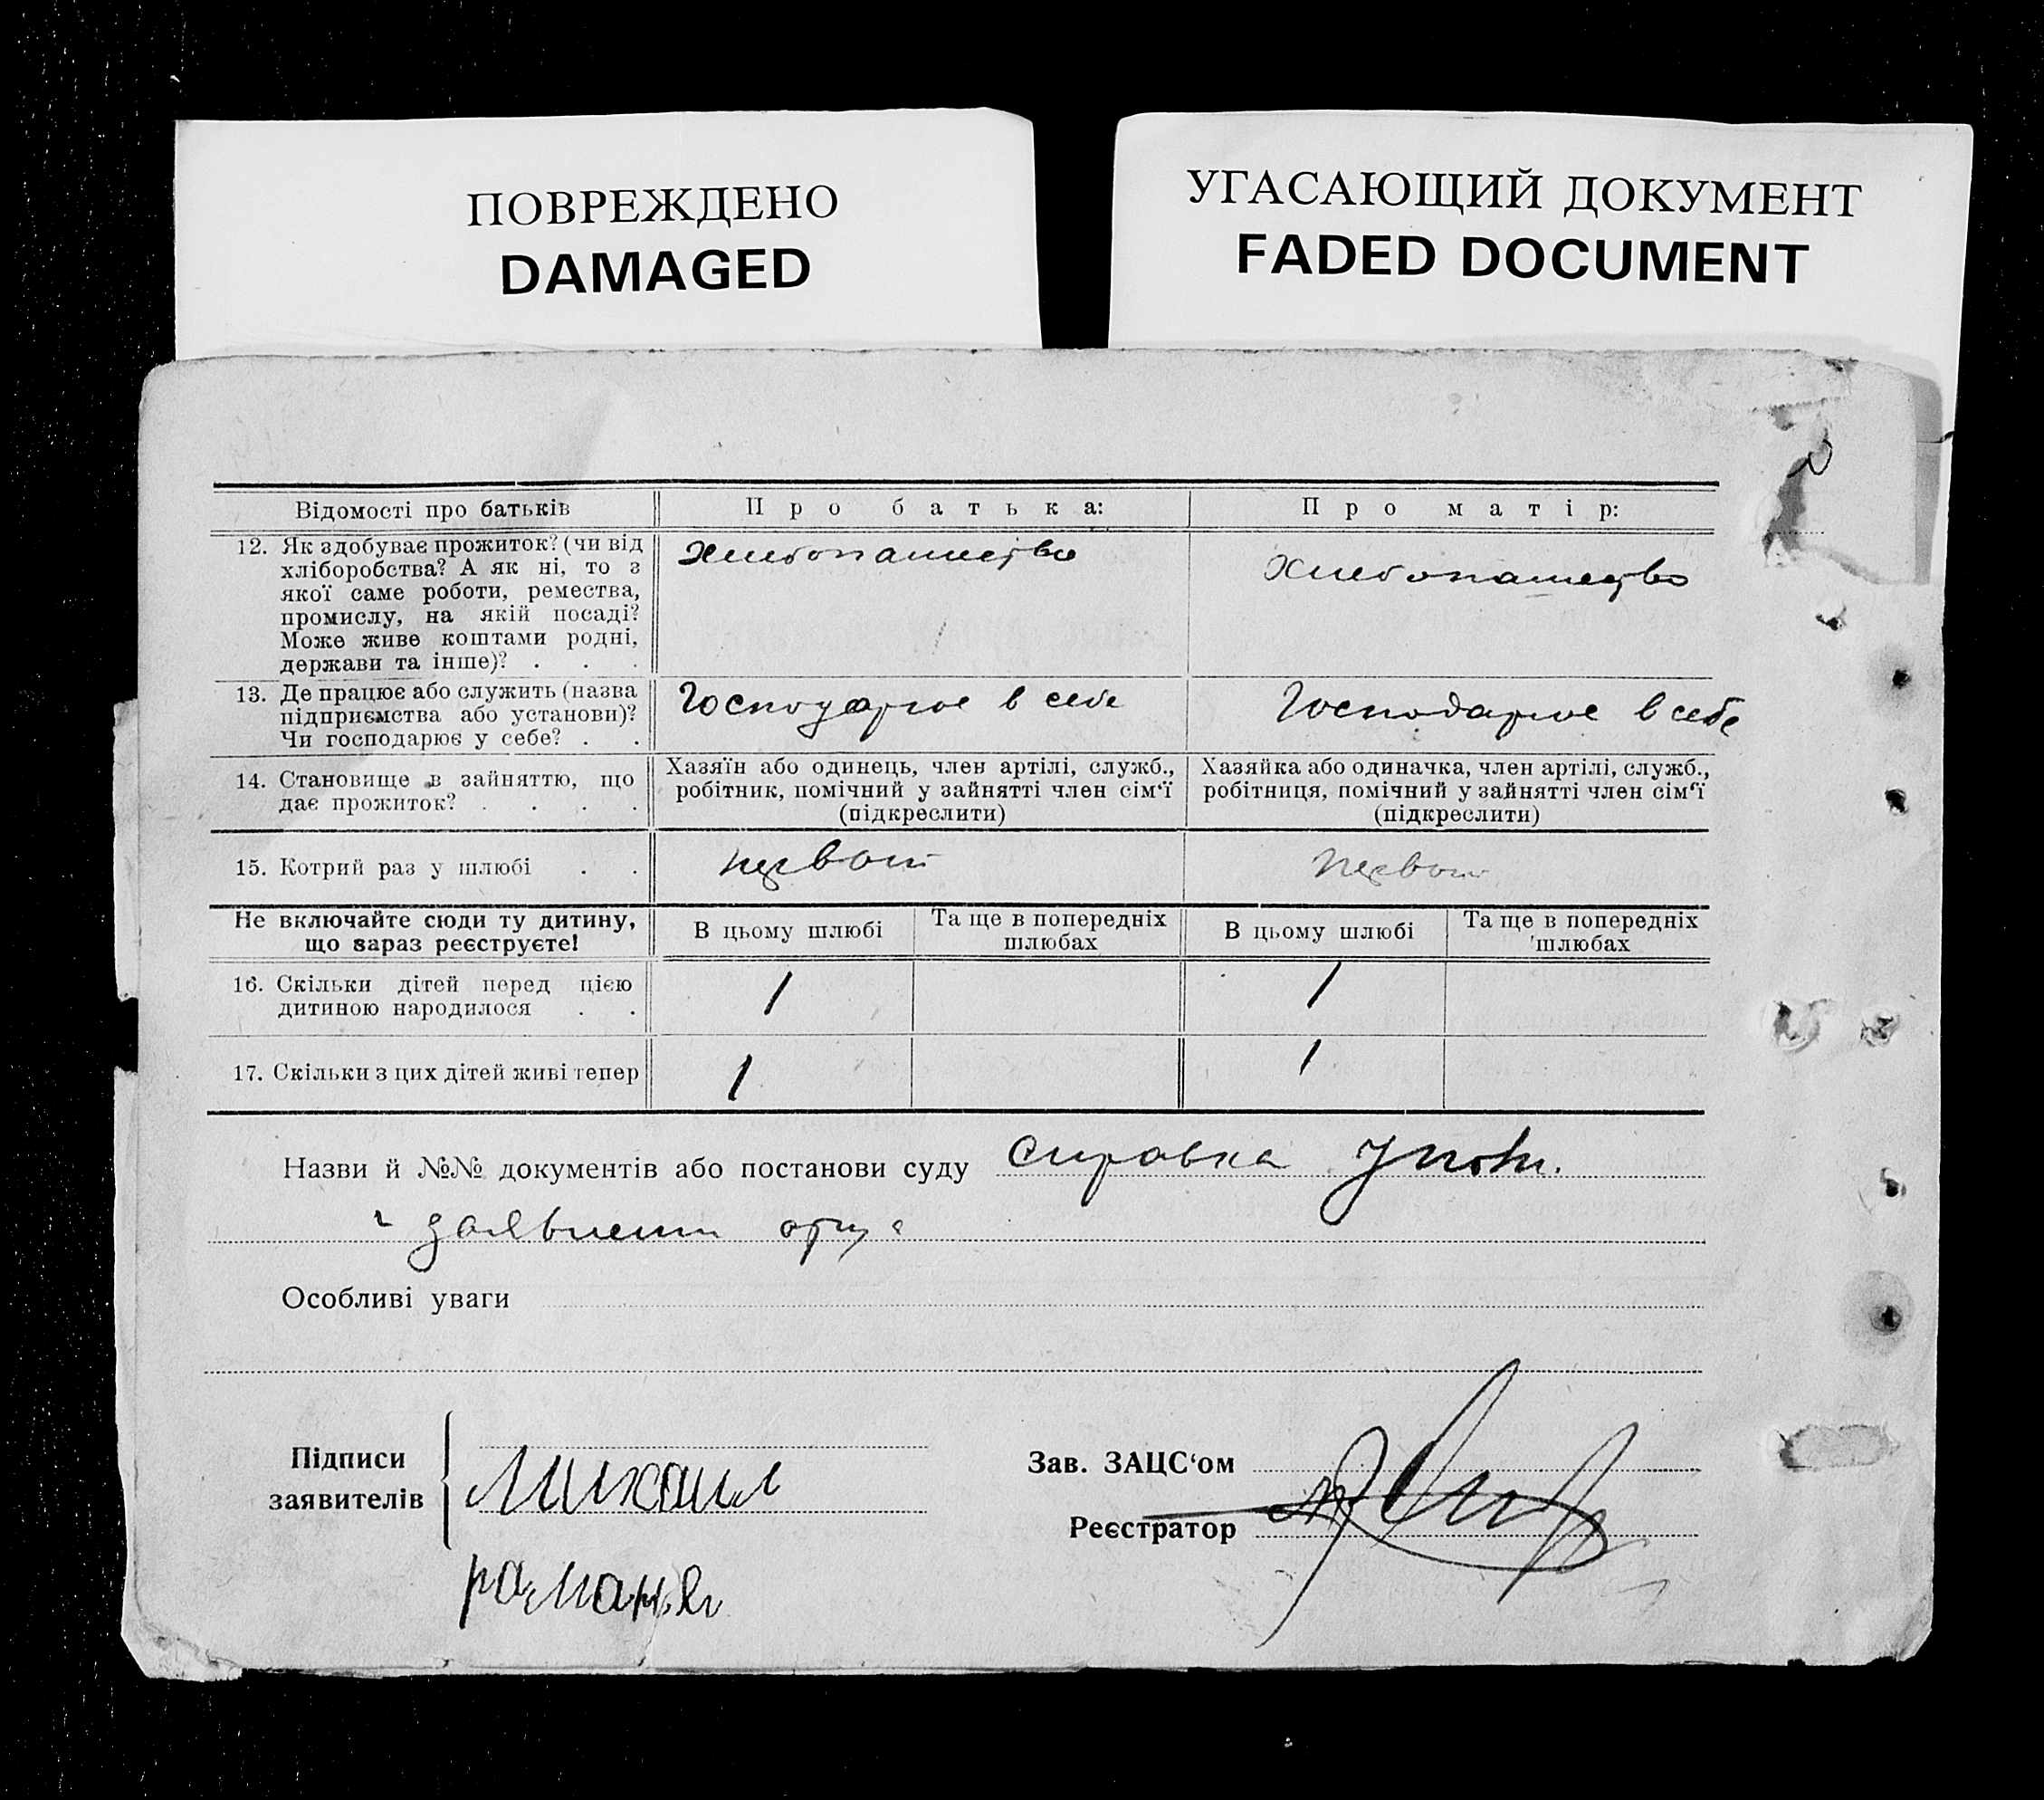 ПОВРЕЖДЕНО
DAMAGED
УГАСАЮЩИЙ ДОКУМЕНТ
FADED DOCUMENT
Відомості про батьків
Про батька:
Про матір:
12. Як здобуває прожиток? (чи від
хліборобства? А як ні, то з
якої саме роботи, ремества,
промислу, на якій посаді?
Може живе коштами родні,
держави та інше)? . . .
Хлебопашество
Хлебопашество
13. Де працює або служить (назва
підприємства або установи)?
Чи господарює у себе? . .
Господарює в себе
Господарює в себе
14. Становище в зайняттю, що
дає прожиток? . . . .
Хазяїн або одинець, член артілі, служб.,
робітник, помічний у зайнятті член сім'ї
(підкреслити)
Хазяйка або одиначка, член артілі, служб.,
робітниця, помічний у зайнятті член сім'ї
(підкреслити)
15. Котрий раз у шлюбі . .
первый
первый
Не включайте сюди ту дитину,
що зараз реєструєте!
В цьому шлюбі
Та ще в попередніх
шлюбах
В цьому шлюбі
Та ще в попередніх
шлюбах
16. Скільки дітей перед цією
дитиною народилося . .
1
1
17. Скільки з цих дітей живі тепер
1
1
Назви й №№ документів або постанови суду справка
и заявлении отца
Особливі уваги
Підписи
заявителів
Михаил
Зав. ЗАЦС'ом
Реєстратор